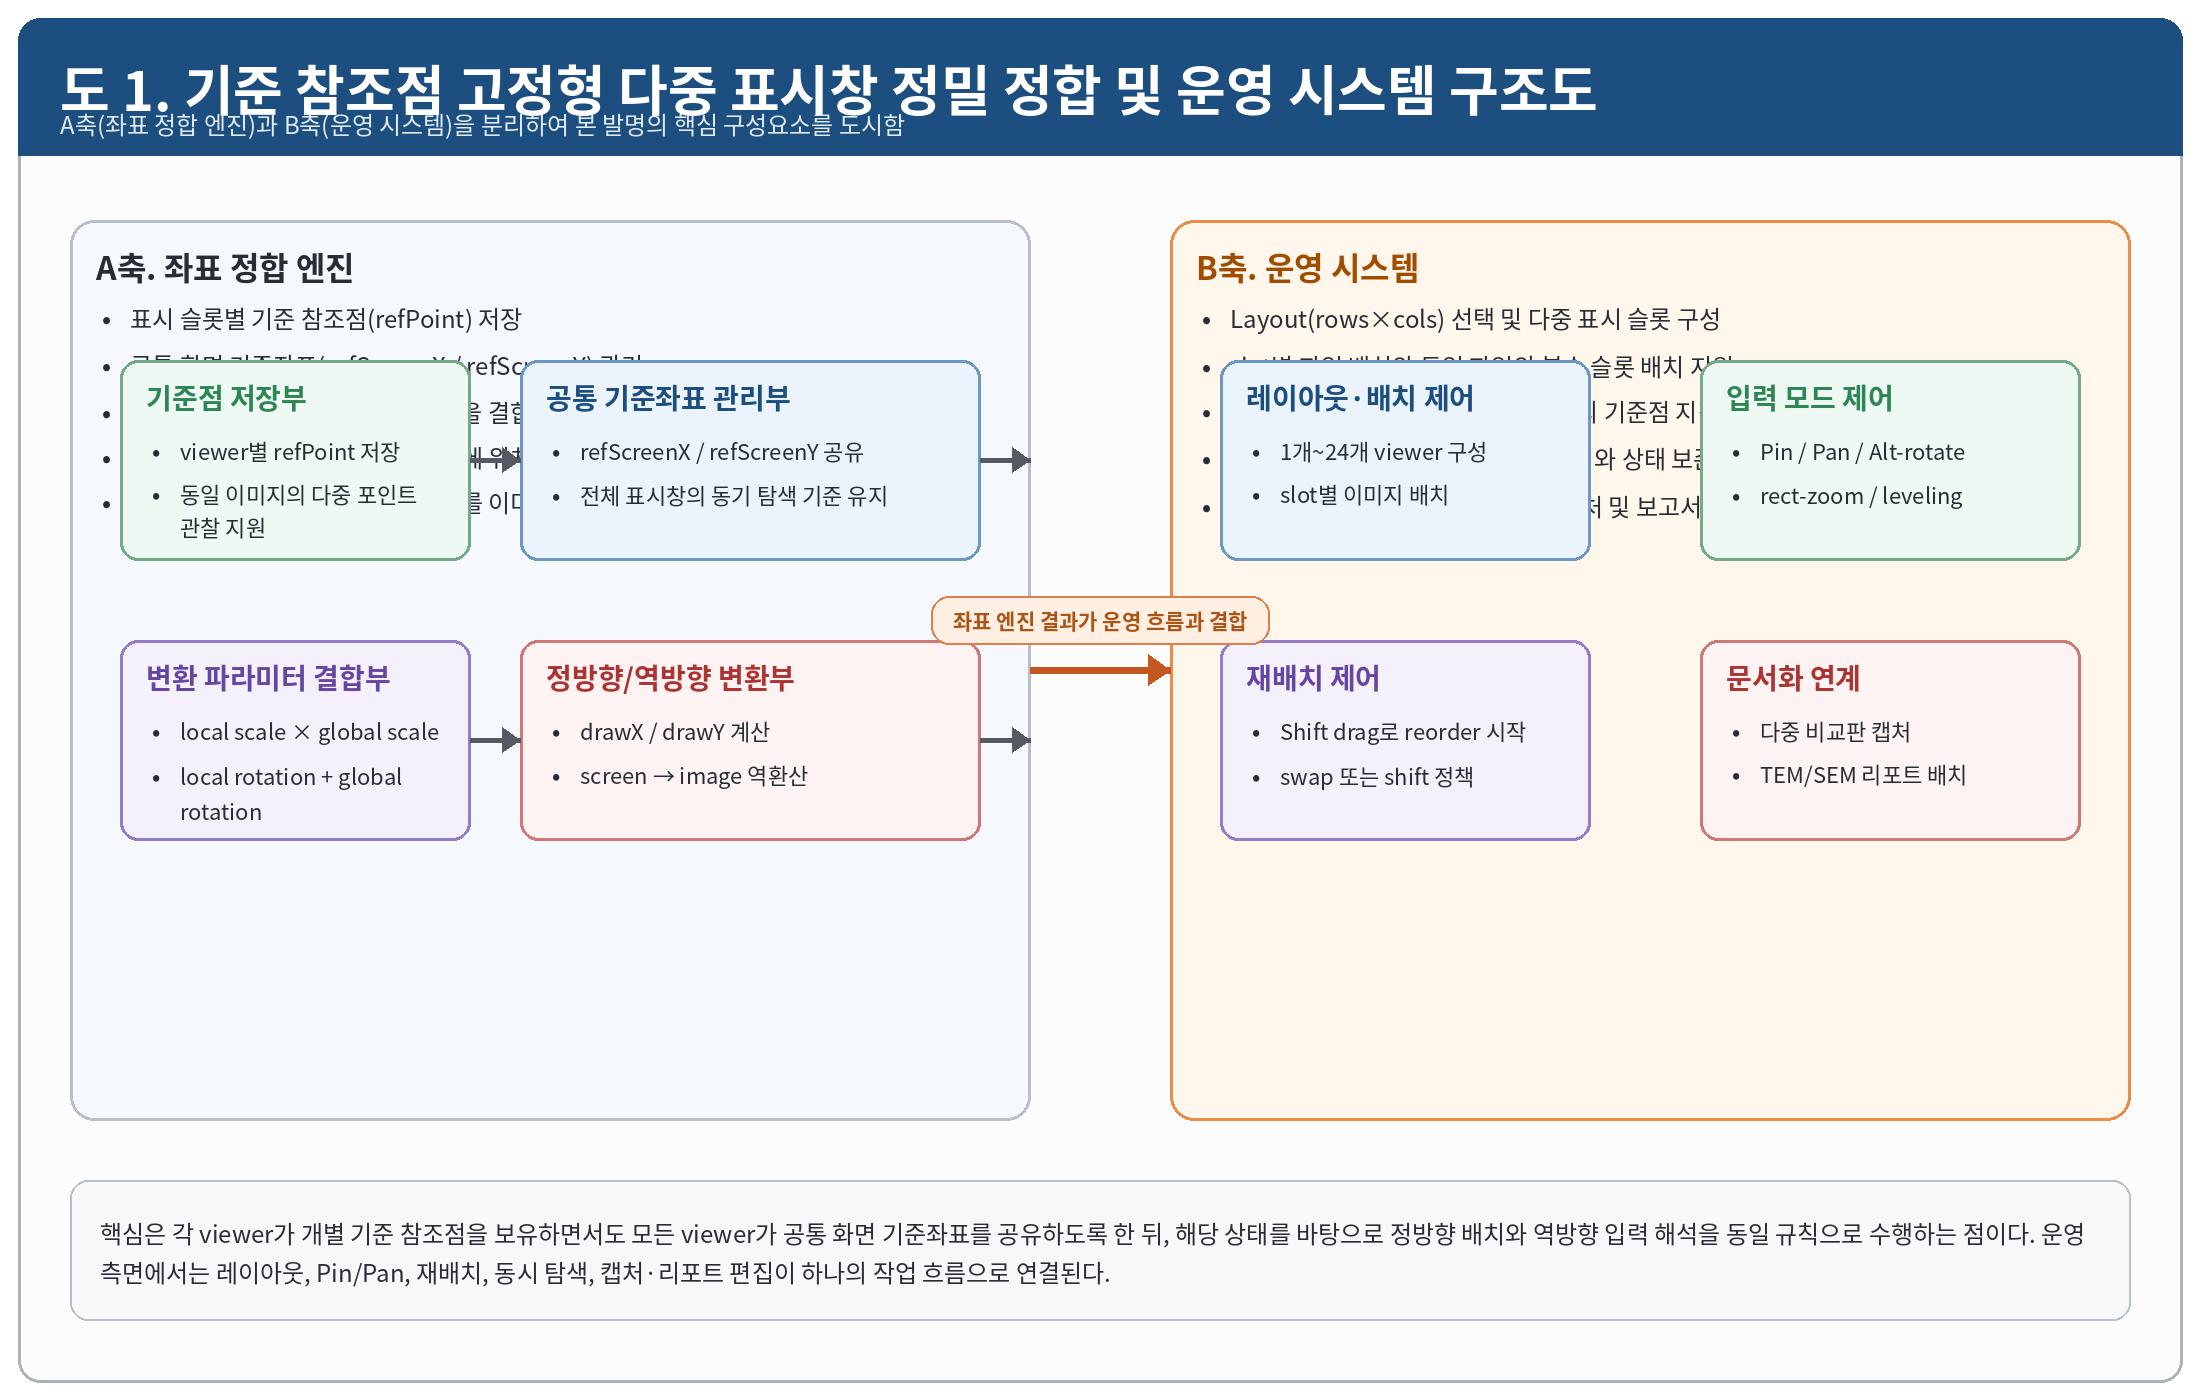 도 1. 기준 참조점 고정형 다중 표시창 정밀 정합 및 운영 시스템 구조도
A축(좌표 정합 엔진)과 B축(운영 시스템)을 분리하여 본 발명의 핵심 구성요소를 도시함
A축. 좌표 정합 엔진
• 표시 슬롯별 기준 참조점(refPoint) 저장
기준점 저장부
• viewer별 refPoint 저장
• 동일 이미지의 다중 포인트
관찰 지원
공통 기준좌표 관리부
• refScreenX / refScreenY 공유
• 전체 표시창의 동기 탐색 기준 유지
변환 파라미터 결합부
• local scale × global scale
• local rotation + global
rotation
정방향/역방향 변환부
• drawX / drawY 계산
• screen → image 역환산
좌표 엔진 결과가 운영 흐름과 결합
B축. 운영 시스템
• Layout(rows×cols) 선택 및 다중 표시 슬롯 구성
슬롯 배치
기준점
와 상태
및 보고서
레이아웃·배치 제어
• 1개~24개 viewer 구성
• slot별 이미지 배치
입력 모드 제어
• Pin / Pan / Alt-rotate
• rect-zoom / leveling
재배치 제어
• Shift drag로 reorder 시작
• swap 또는 shift 정책
문서화 연계
• 다중 비교판 캡처
• TEM/SEM 리포트 배치
핵심은 각 viewer가 개별 기준 참조점을 보유하면서도 모든 viewer가 공통 화면 기준좌표를 공유하도록 한 뒤, 해당 상태를 바탕으로 정방향 배치와 역방향 입력 해석을 동일 규칙으로 수행하는 점이다. 운영
측면에서는 레이아웃, Pin/Pan, 재배치, 동시 탐색, 캡처·리포트 편집이 하나의 작업 흐름으로 연결된다.